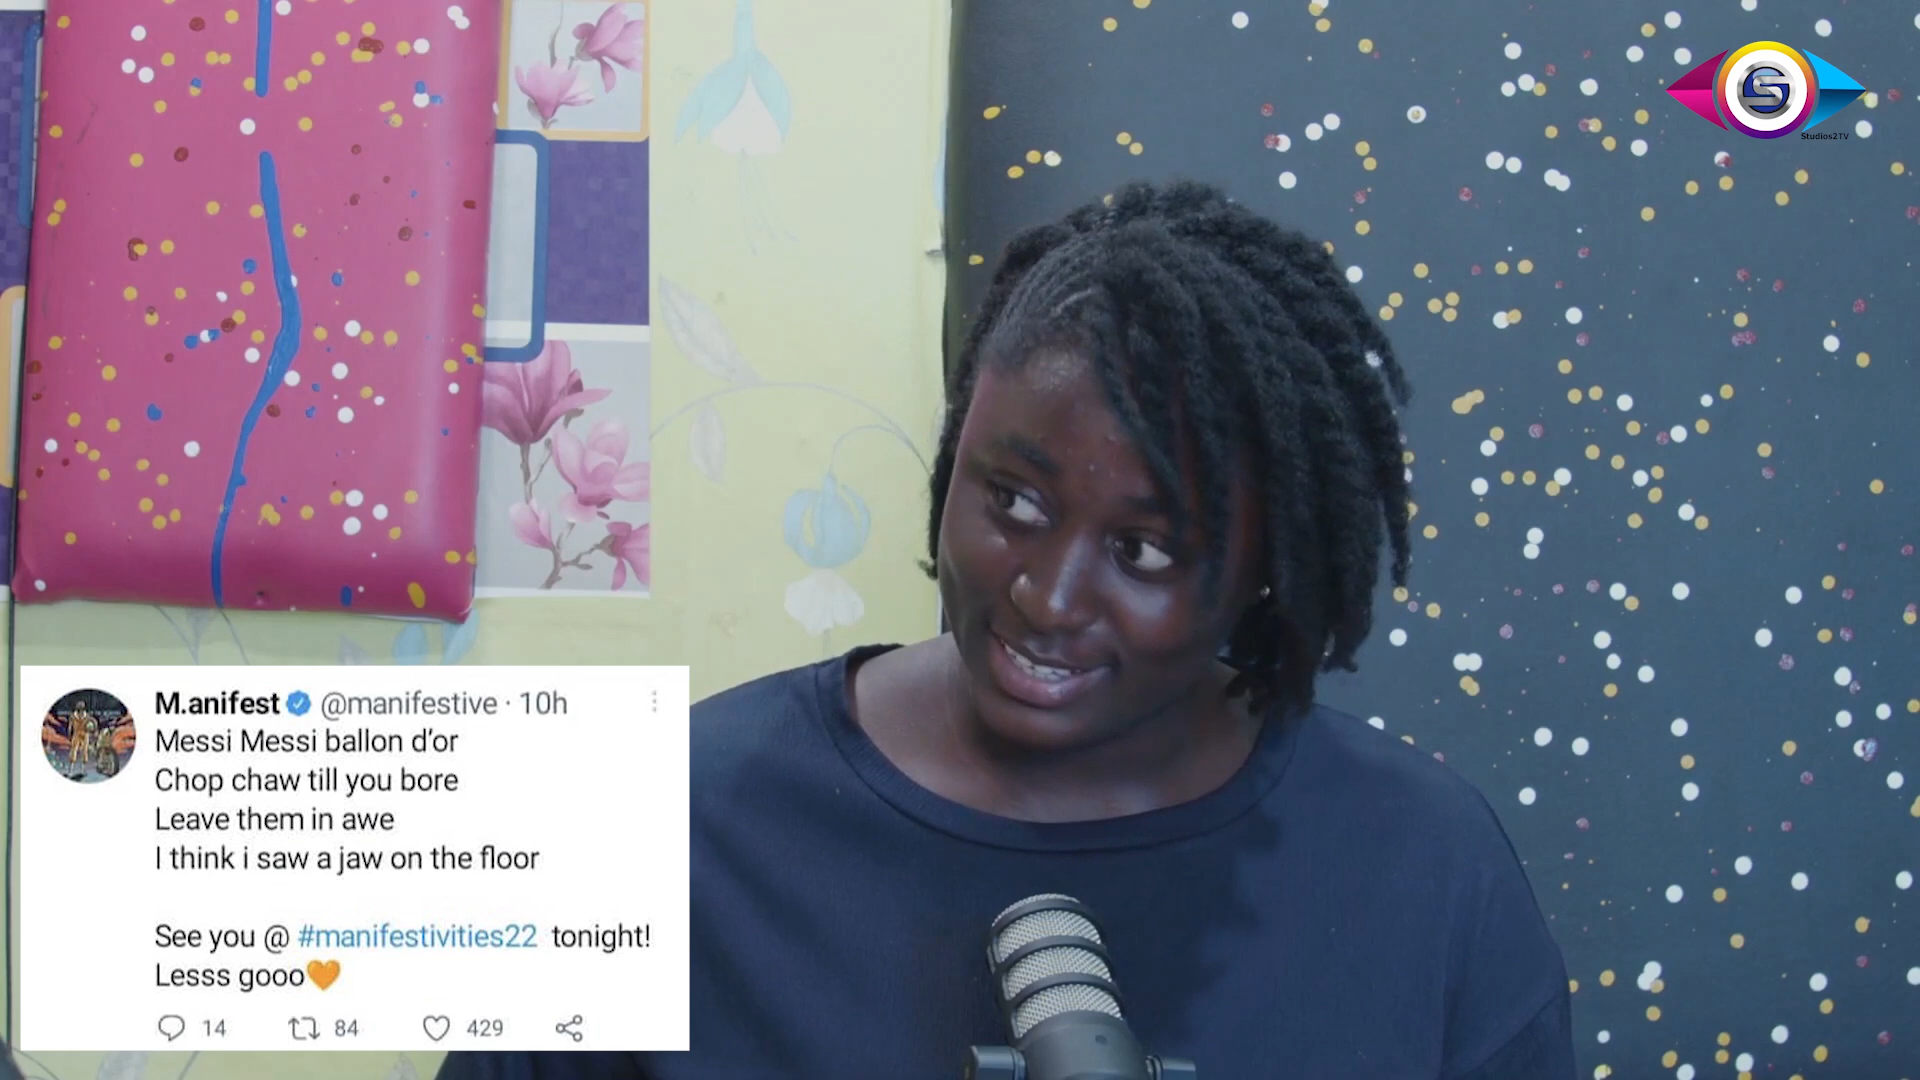 Studios2TV
M.anifest @manifestive · 10h
Messi Messi ballon d'or
Chop chaw till you bore
Leave them in awe
I think i saw a jaw on the floor
See you @ #manifestivities22 tonight!
Lesss gooo🧡
14 84 429